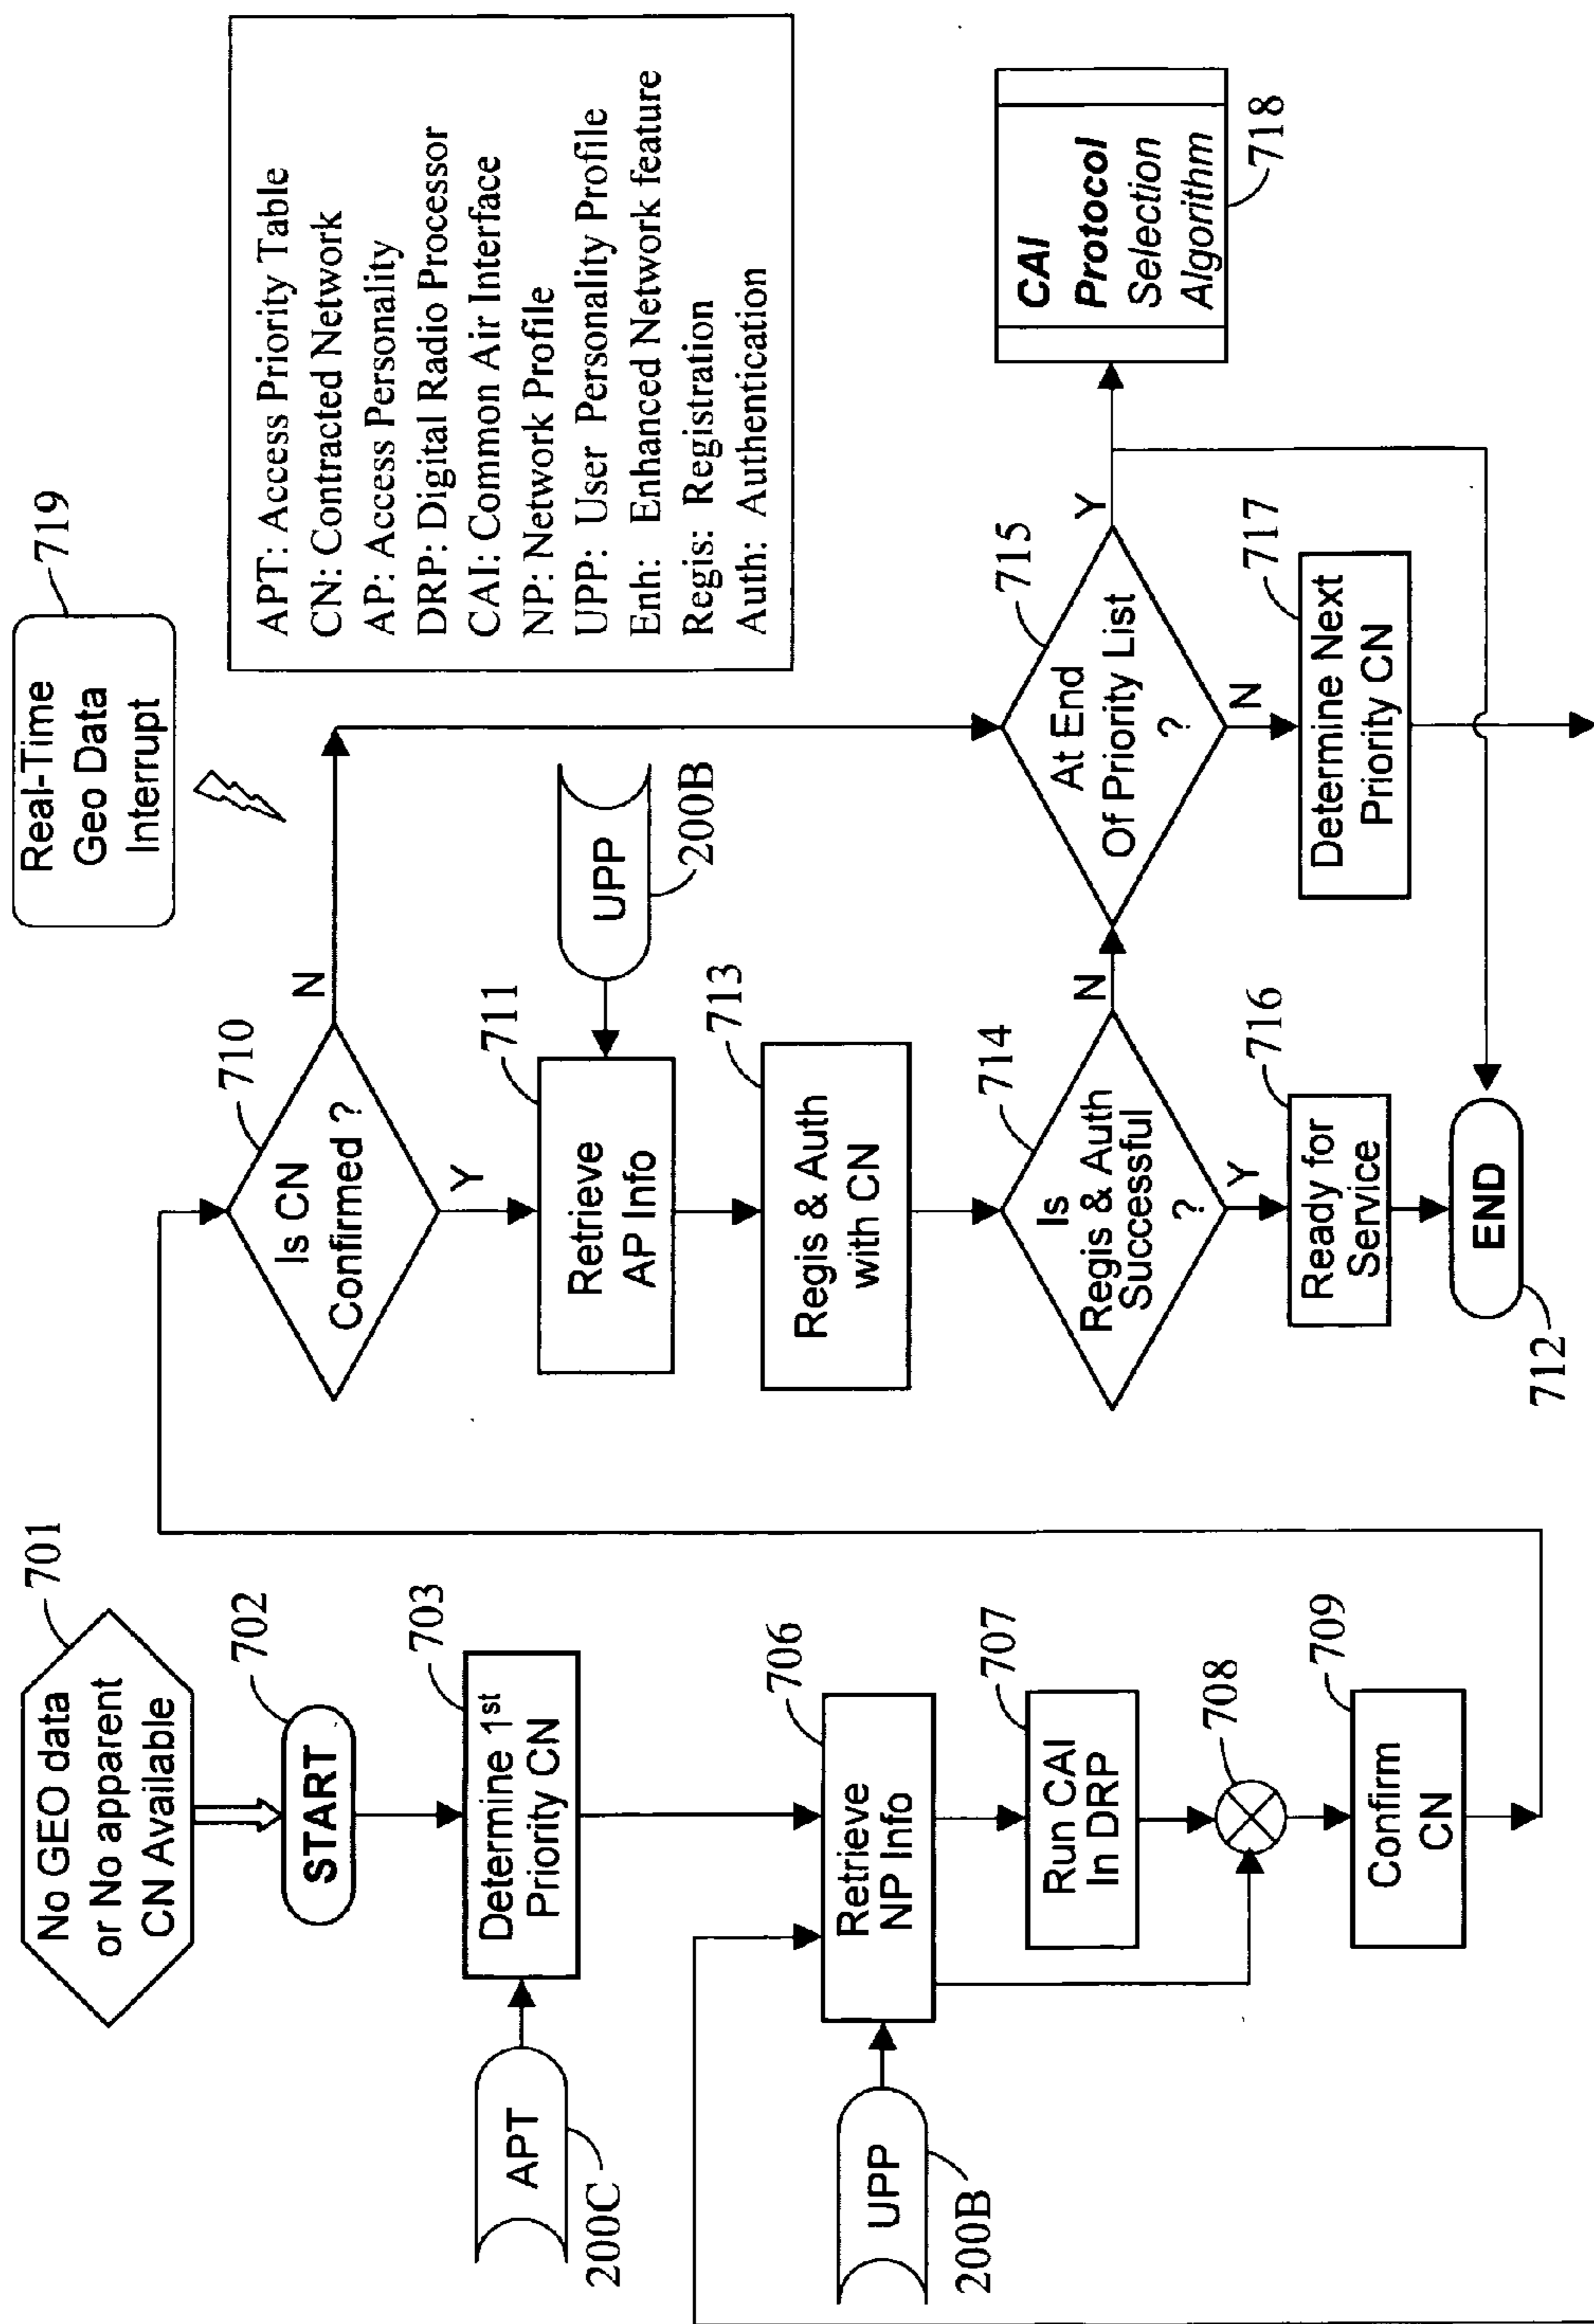 No GEO data
or No apparent
CN Available
701
START
702
Determine 1st
Priority CN
703
APT
200C
Retrieve
NP Info
706
UPP
200B
Run CAI
In DRP
707
708
Confirm
CN
709
Real-Time
Geo Data
Interrupt
719
Is CN
Confirmed ?
710
N
Y
Retrieve
AP Info
711
UPP
200B
Regis & Auth
with CN
713
Is
Regis & Auth
Successful
?
714
N
Y
Ready for
Service
716
END
712
At End
Of Priority List
?
715
Y
N
Determine Next
Priority CN
717
CAI
Protocol
Selection
Algorithm
718
APT: Access Priority Table
CN: Contracted Network
AP: Access Personality
DRP: Digital Radio Processor
CAI: Common Air Interface
NP: Network Profile
UPP: User Personality Profile
Enh: Enhanced Network feature
Regis: Registration
Auth: Authentication